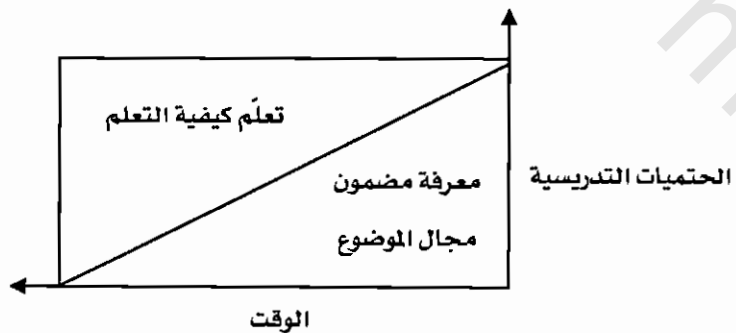 تعلّم كيفية التعلم
معرفة مضمون
مجال الموضوع
الحتميات التدريسية
الوقت